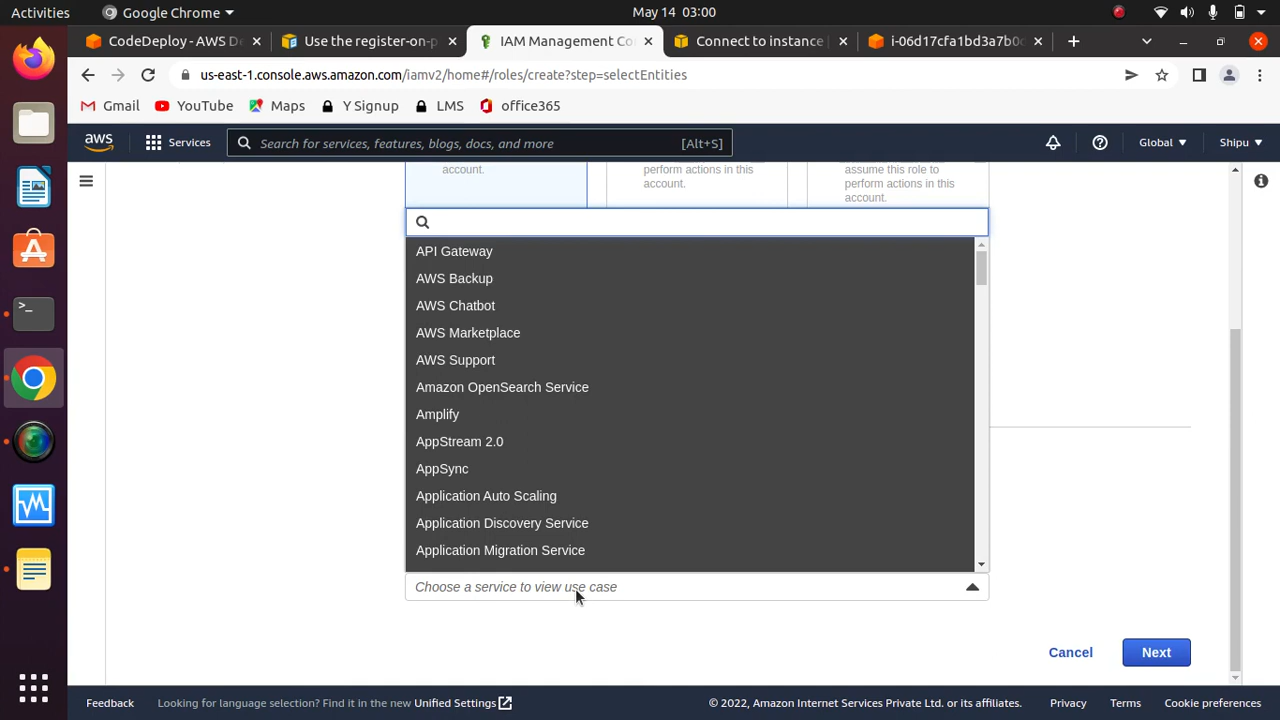 Activities
Google Chrome
May 14 03:00
CodeDeploy - AWS De
Use the register-on-p
IAM Management Co
Connect to instance |
i-06d17cfa1bd3a7b0
us-east-1.console.aws.amazon.com/iamv2/home#/roles/create?step=selectEntities
Gmail
YouTube
Maps
Y Signup
LMS
office365
aws
Services
Search for services, features, blogs, docs, and more
[Alt+S]
Global
Shipu
account.
perform actions in this
account.
assume this role to
perform actions in this
account.
API Gateway
AWS Backup
AWS Chatbot
AWS Marketplace
AWS Support
Amazon OpenSearch Service
Amplify
AppStream 2.0
AppSync
Application Auto Scaling
Application Discovery Service
Application Migration Service
Choose a service to view use case
Cancel
Next
Feedback
Looking for language selection? Find it in the new Unified Settings
© 2022, Amazon Internet Services Private Ltd. or its affiliates.
Privacy
Terms
Cookie preferences